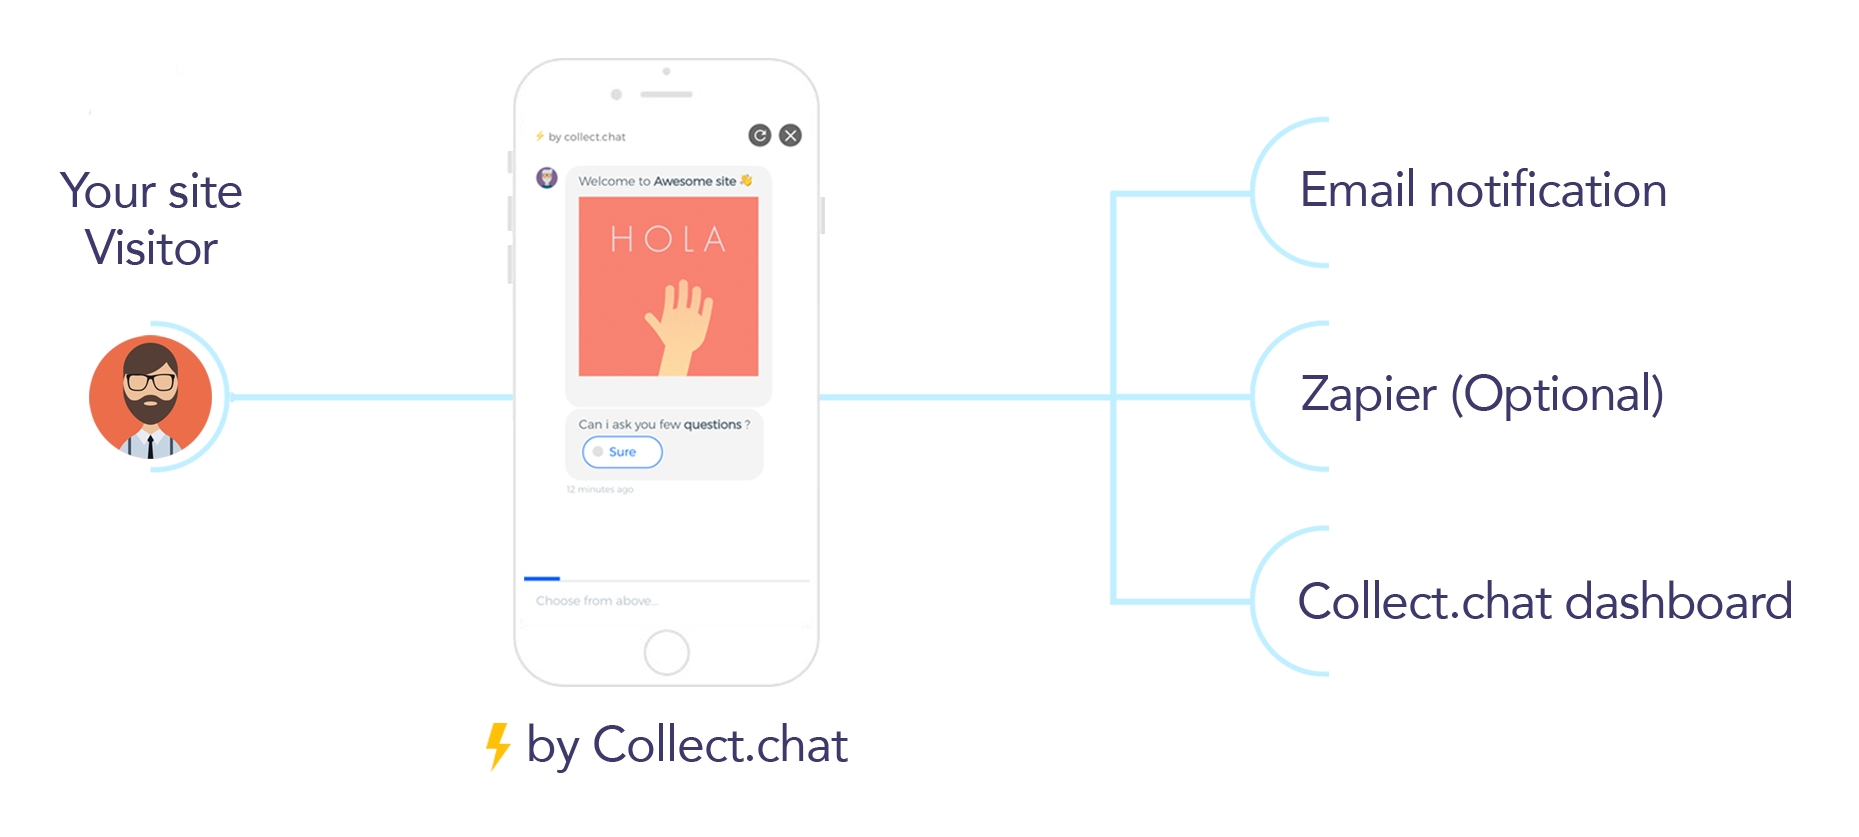 Your site
Visitor
by collect.chat
Welcome to Awesome site 👋
HOLA
Can i ask you few questions ?
Sure
12 minutes ago
Choose from above...
by Collect.chat
Email notification
Zapier (Optional)
Collect.chat dashboard